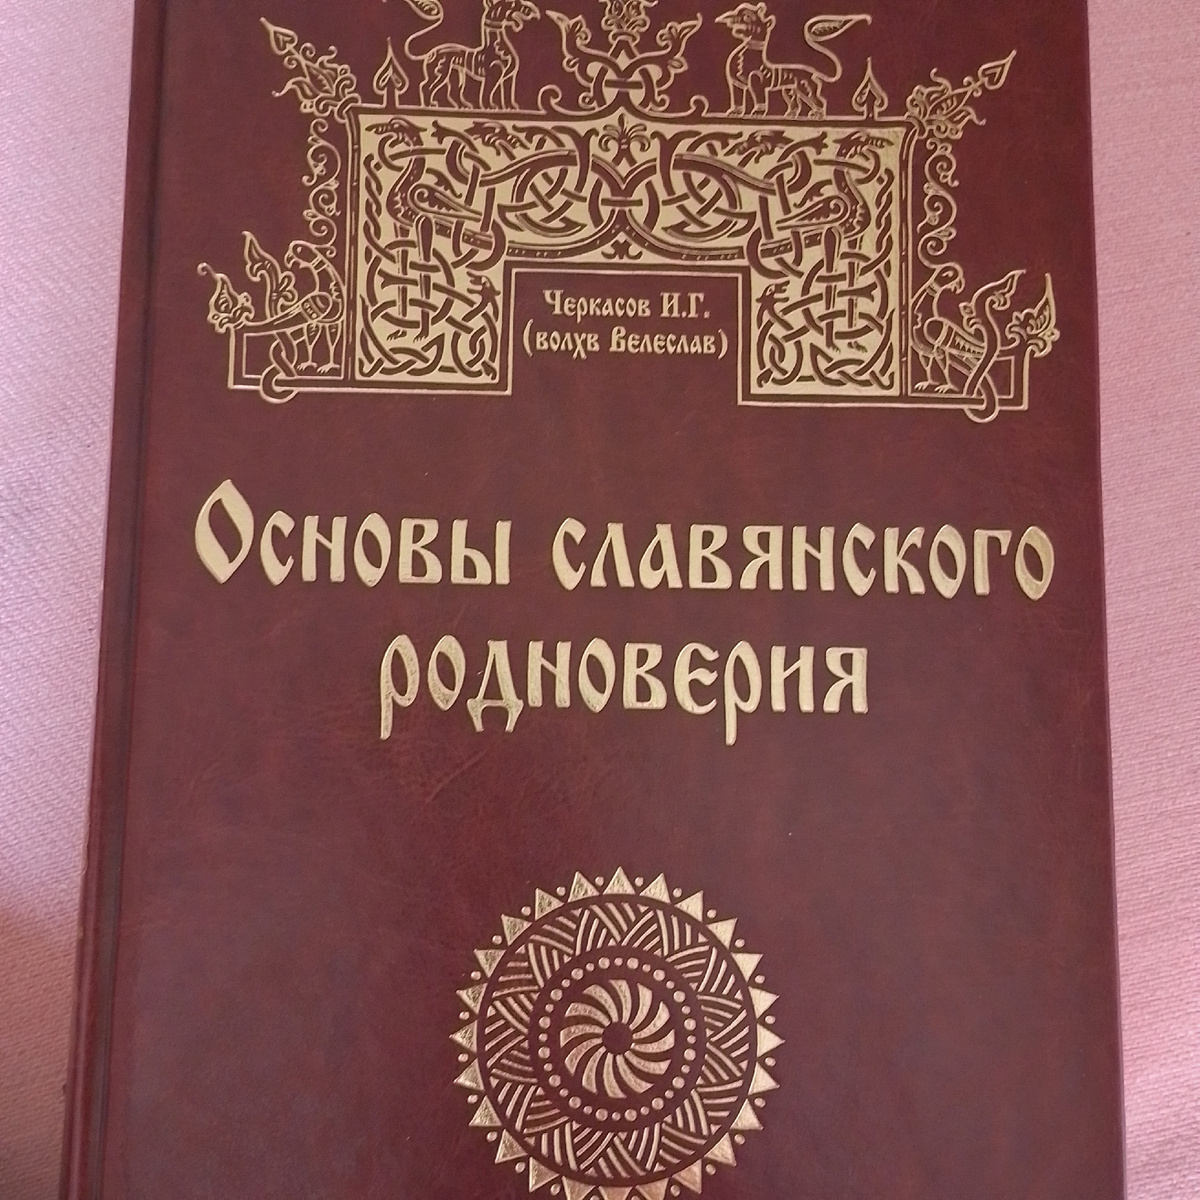 Черкасов И.Г.
(волхв Велеслав)
Основы славянского
родноверия